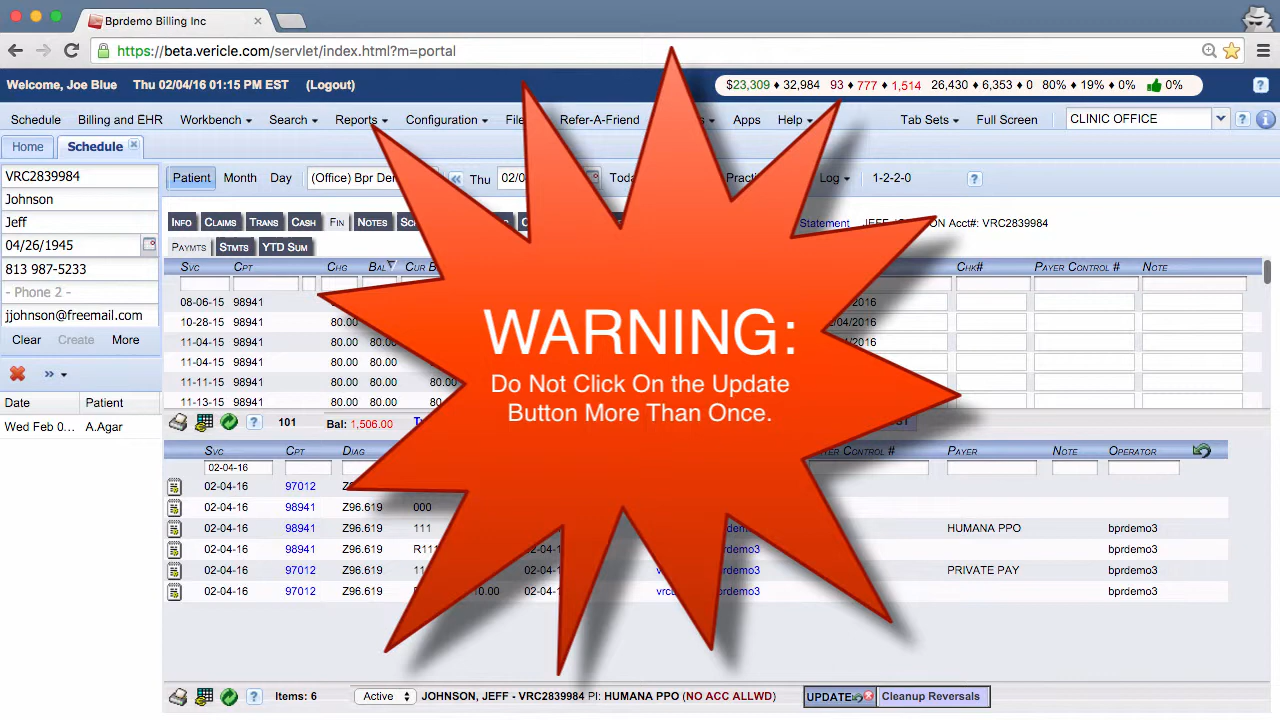 Bprdemo Billing Inc
https://beta.vericle.com/servlet/index.html?m=portal
Welcome, Joe Blue Thu 02/04/16 01:15 PM EST (Logout) $23,309 ♦ 32,984 93 ♦ 777 ♦ 1,514 26,430 ♦ 6,353 ♦ 0 80% ♦ 19% ♦ 0% 0% ?
Schedule Billing and EHR Workbench Search Reports Configuration Refer-A-Friend Apps Help Tab Sets Full Screen CLINIC OFFICE ? i
Home Schedule
VRC2839984
Johnson
Jeff
04/26/1945
813 987-5233
- Phone 2 -
jjohnson@freemail.com
Clear Create More
Date Patient
Wed Feb 0... A.Agar
Patient Month Day (Office) Bpr Thu Log 1-2-2-0 ?
INFO CLAIMS TRANS CASH FIN NOTES Statement Acct#: VRC2839984
PAYMTS STMTS YTD SUM
SVC CPT CHG BAL CUR CHK# PAYER CONTROL # NOTE
08-06-15 98941
10-28-15 98941 80.00
11-04-15 98941 80.00 80.00
11-04-15 98941 80.00 80.00
11-11-15 98941 80.00 80.00 80.00
11-13-15 98941 80.00 80.00
? 101 Bal: 1,506.00
WARNING:
Do Not Click On the Update
Button More Than Once.
SVC CPT DIAG CONTROL # PAYER NOTE OPERATOR
02-04-16
02-04-16 97012
02-04-16 98941 Z96.619 000
02-04-16 98941 Z96.619 111 HUMANA PPO bprdemo3
02-04-16 98941 Z96.619 bprdemo3 bprdemo3
02-04-16 97012 Z96.619 bprdemo3 PRIVATE PAY bprdemo3
02-04-16 97012 Z96.619 bprdemo3 bprdemo3
? Items: 6 Active JOHNSON, JEFF - VRC2839984 PI: HUMANA PPO (NO ACC ALLWD) UPDATE Cleanup Reversals